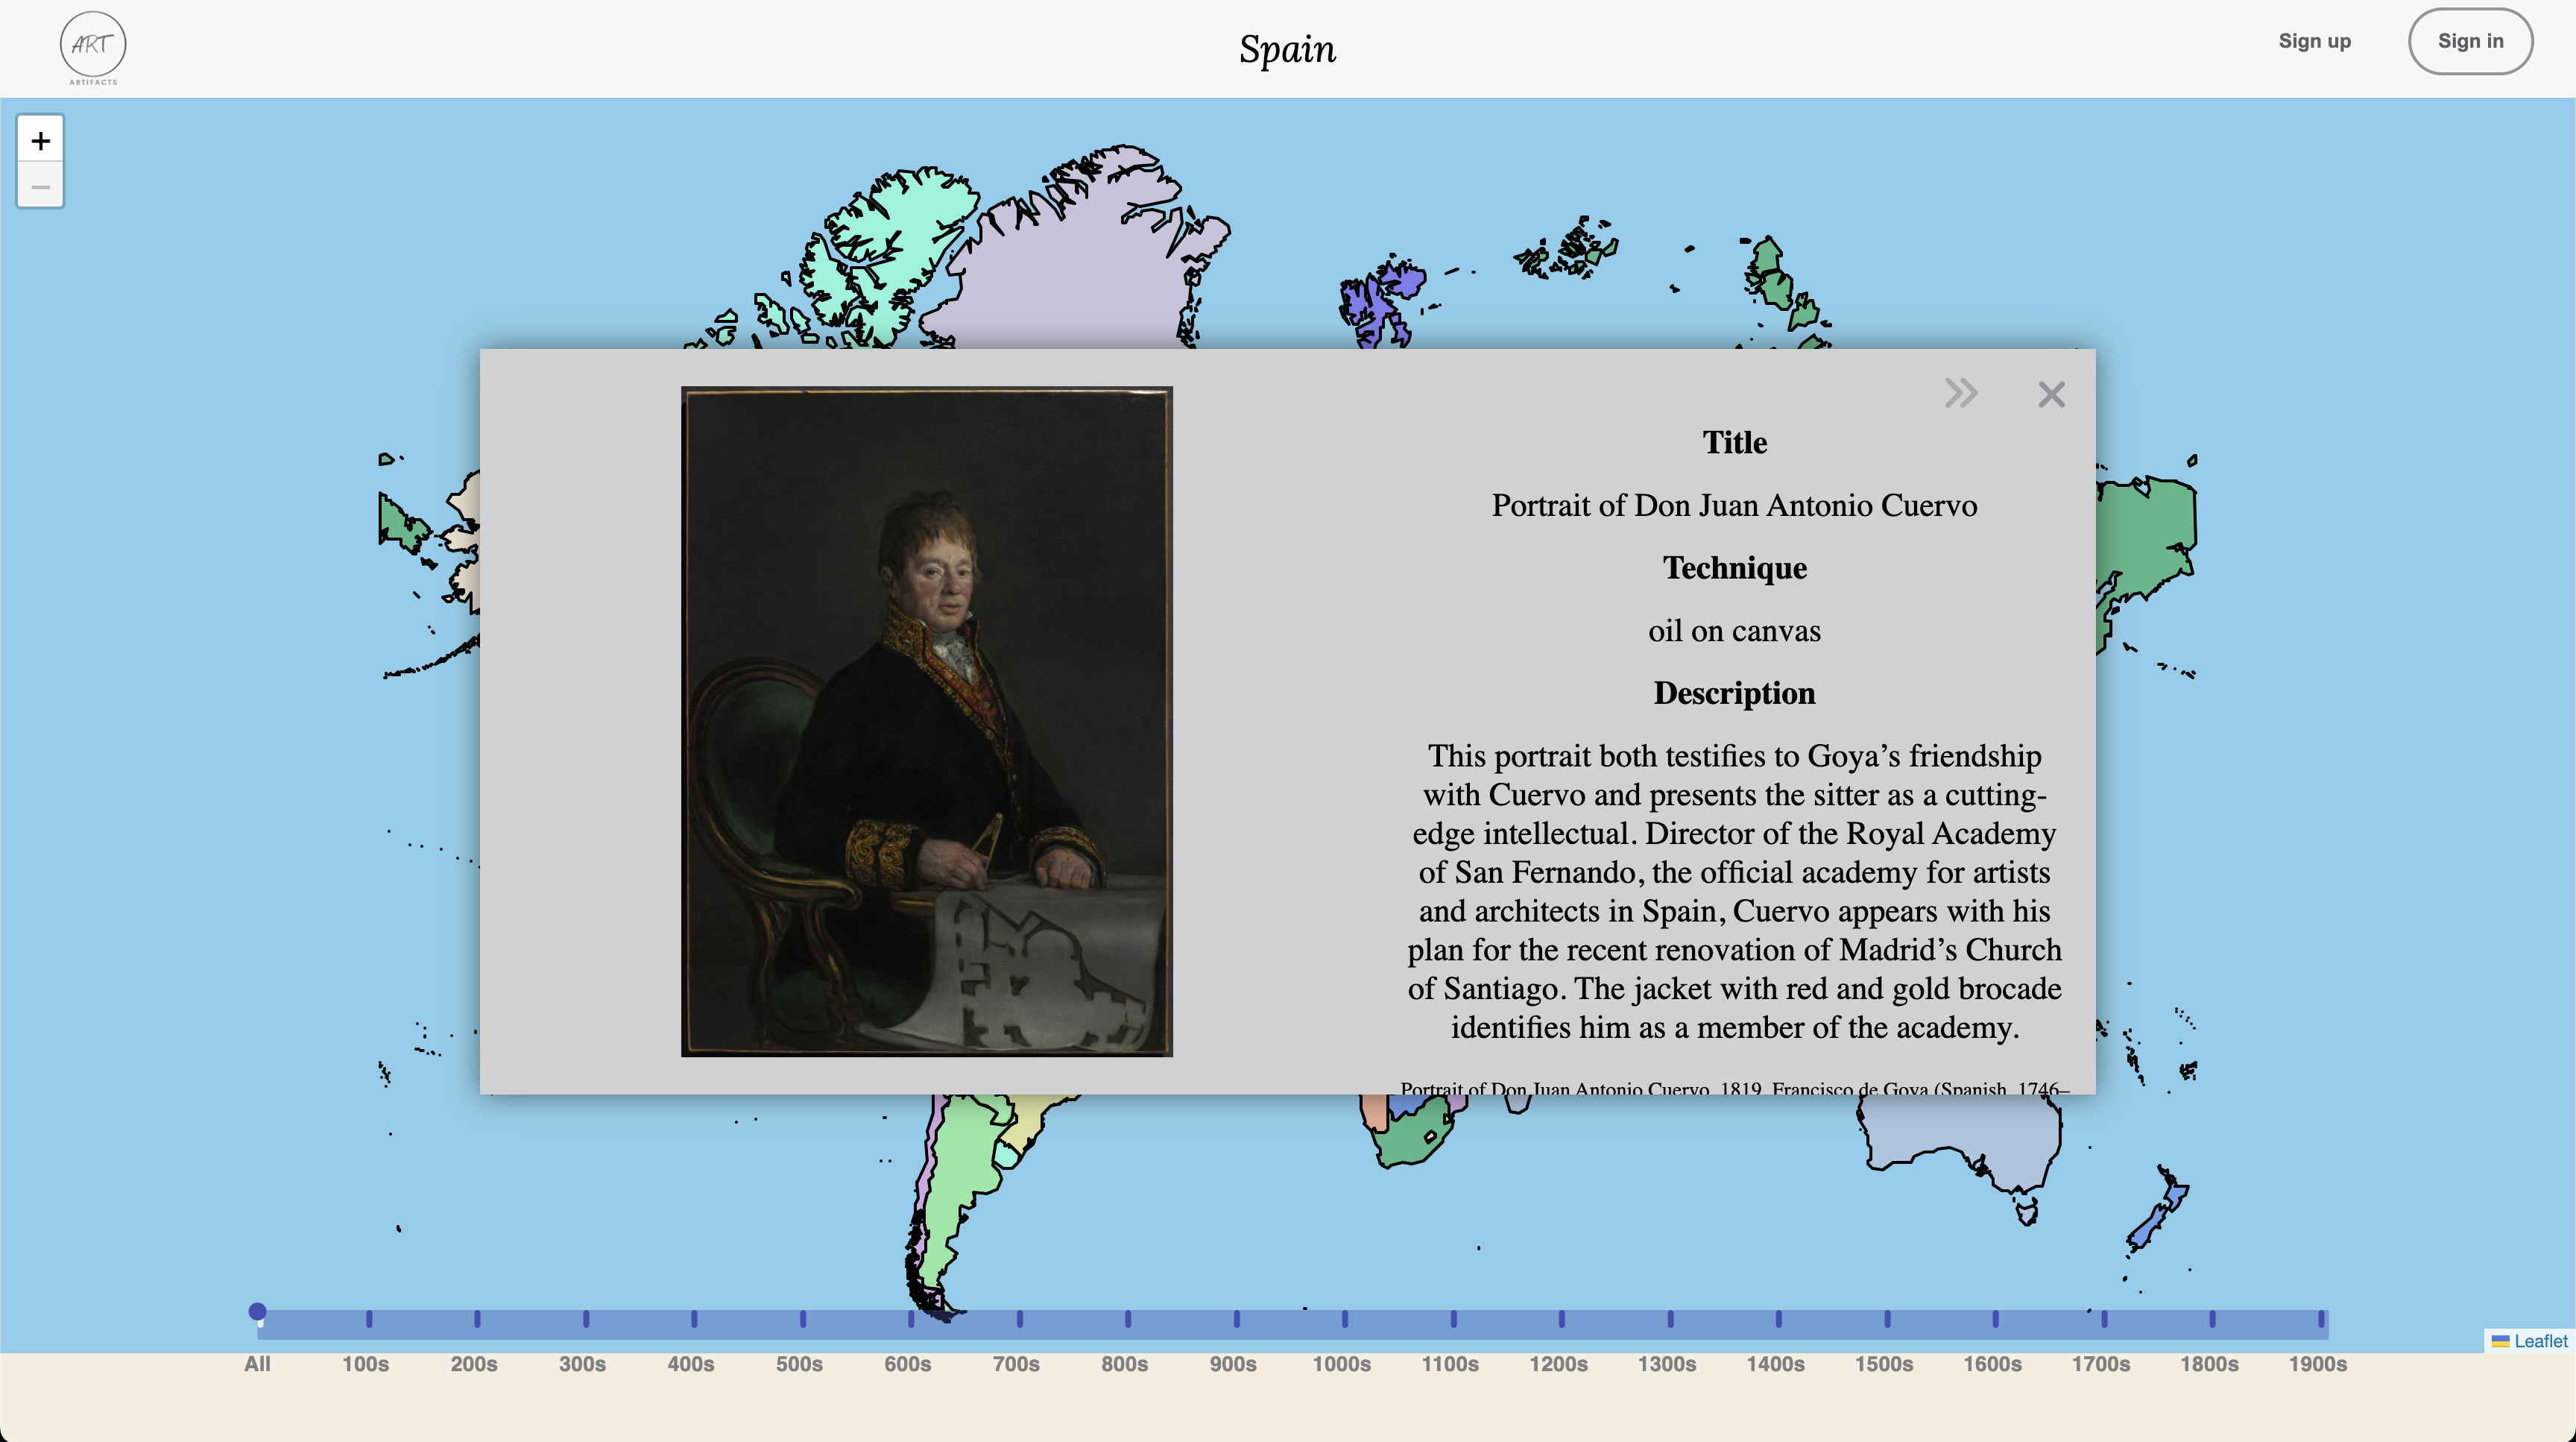 ART
ARTIFACTS
Spain
Sign up
Sign in
+
−
Title
Portrait of Don Juan Antonio Cuervo
Technique
oil on canvas
Description
This portrait both testifies to Goya’s friendship
with Cuervo and presents the sitter as a cutting-
edge intellectual. Director of the Royal Academy
of San Fernando, the official academy for artists
and architects in Spain, Cuervo appears with his
plan for the recent renovation of Madrid’s Church
of Santiago. The jacket with red and gold brocade
identifies him as a member of the academy.
Portrait of Don Juan Antonio Cuervo, 1819. Francisco de Goya (Spanish, 1746–
Leaflet
All 100s 200s 300s 400s 500s 600s 700s 800s 900s 1000s 1100s 1200s 1300s 1400s 1500s 1600s 1700s 1800s 1900s